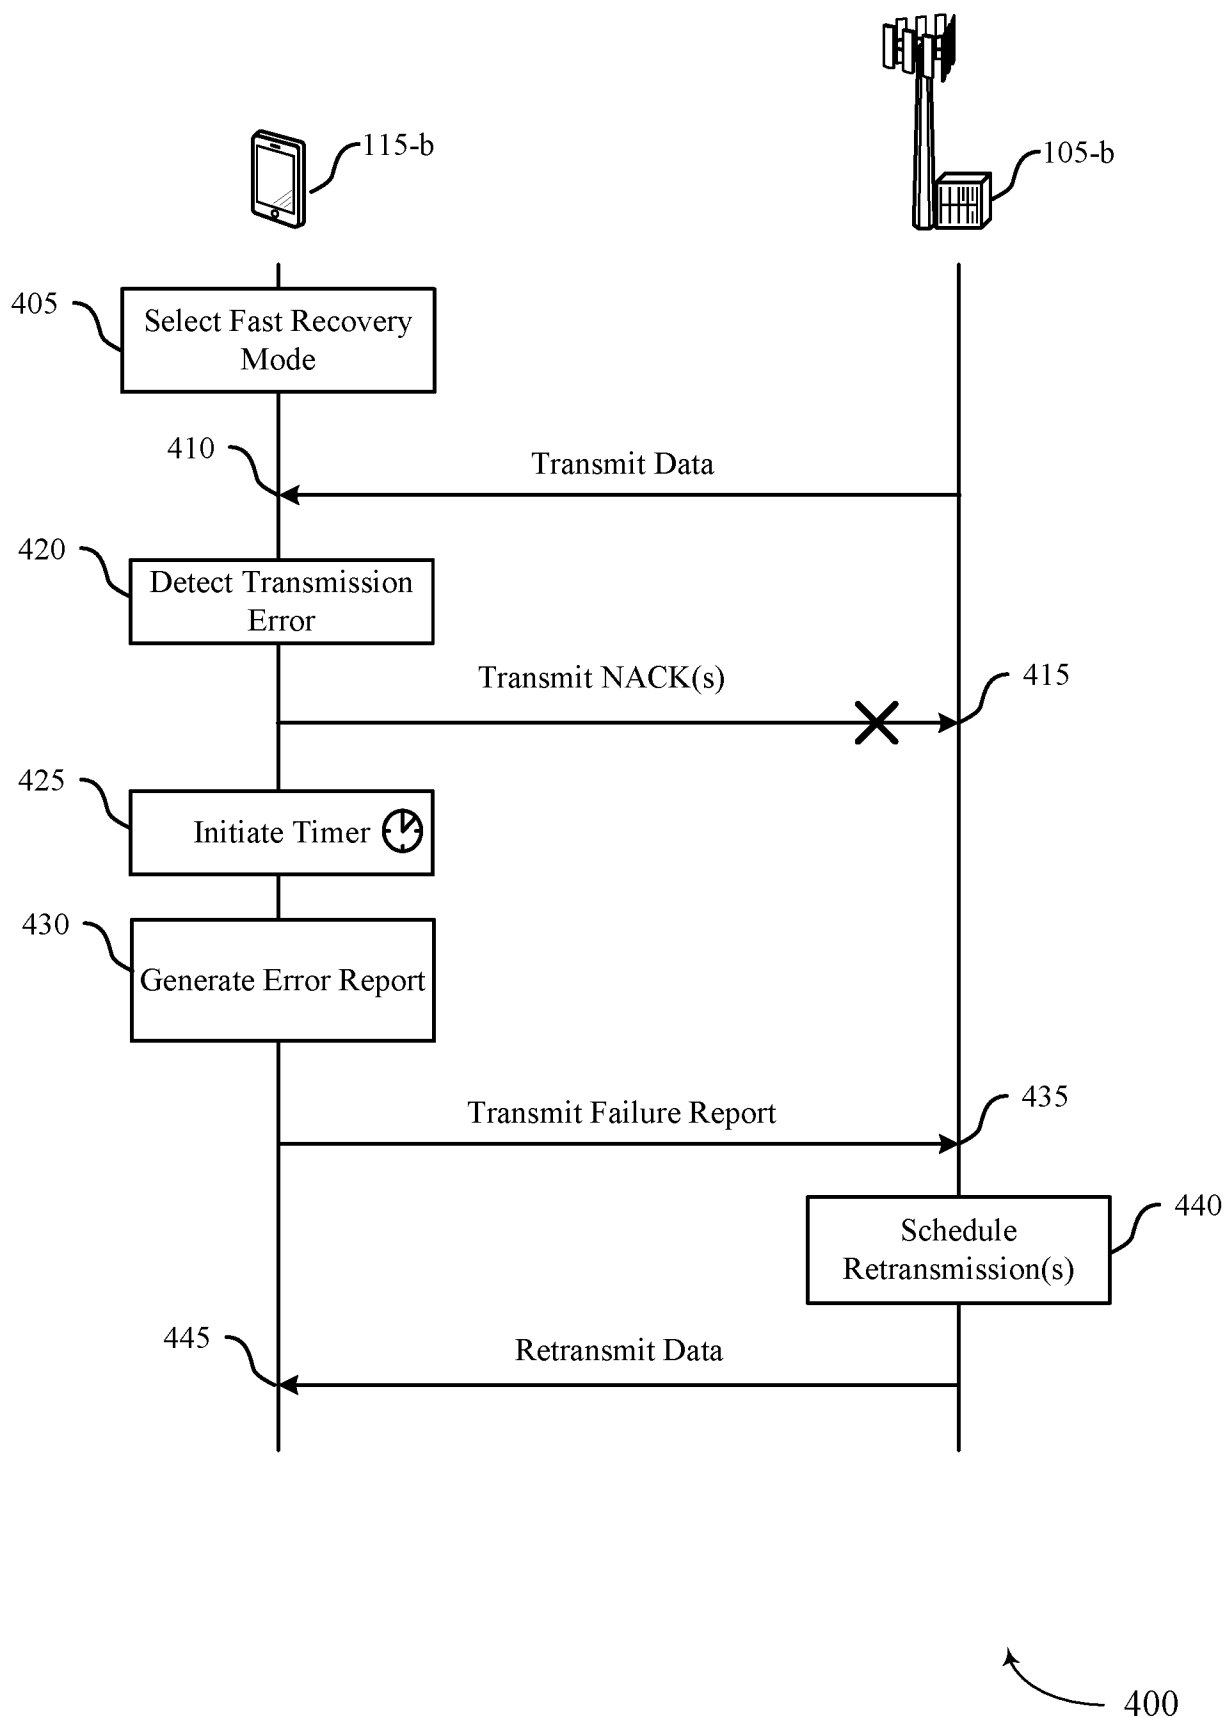 115-b
105-b
405
Select Fast Recovery
Mode
410
Transmit Data
420
Detect Transmission
Error
Transmit NACK(s)
415
425
Initiate Timer
430
Generate Error Report
Transmit Failure Report
435
440
Schedule
Retransmission(s)
445
Retransmit Data
400